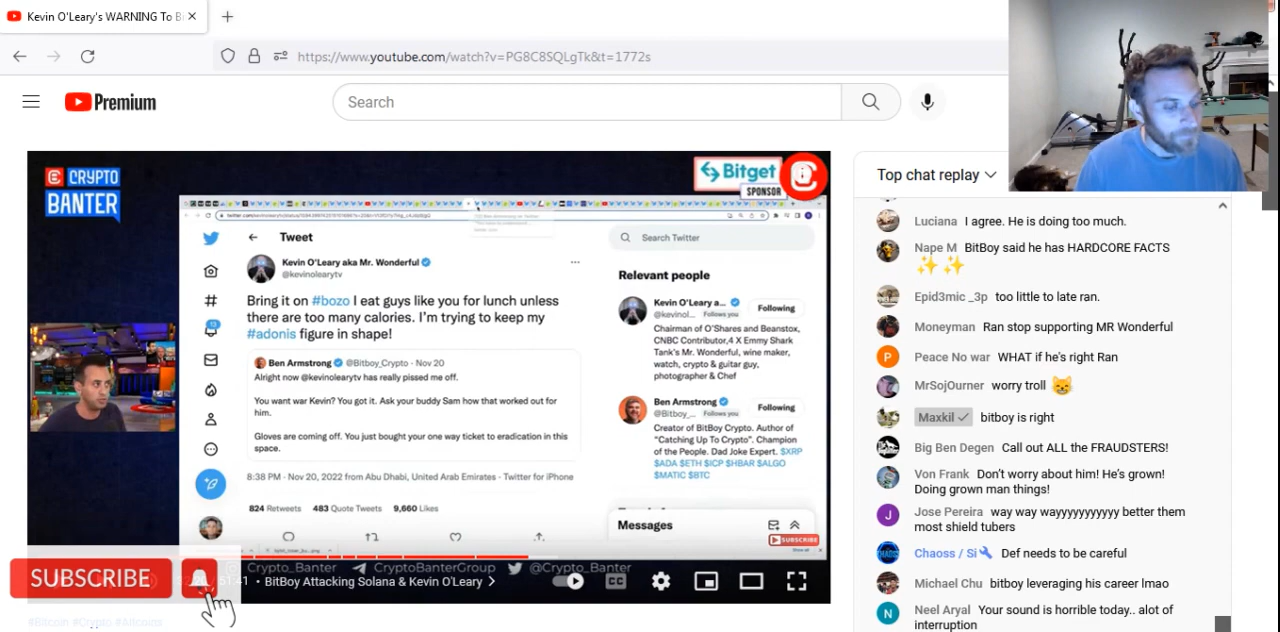 Kevin O'Leary's WARNING To B
https://www.youtube.com/watch?v=PG8C8SQLgTk&t=1772s
Premium
Search
CRYPTO
BANTER
Bitget
SPONSOR
Tweet
Search Twitter
Kevin O'Leary aka Mr. Wonderful
@kevinolearytv
Bring it on #bozo I eat guys like you for lunch unless
there are too many calories. I'm trying to keep my
#adonis figure in shape!
Ben Armstrong @Bitboy_Crypto · Nov 20
Alright now @kevinolearytv has really pissed me off.
You want war Kevin? You got it. Ask your buddy Sam how that worked out for
him.
Gloves are coming off. You just bought your one way ticket to eradication in this
space.
8:38 PM · Nov 20, 2022 from Abu Dhabi, United Arab Emirates · Twitter for iPhone
824 Retweets 483 Quote Tweets 9,660 Likes
Relevant people
Kevin O'Leary a...
@kevinol... Follows you
Following
Chairman of O'Shares and Beanstox,
CNBC Contributor,4 X Emmy Shark
Tank's Mr. Wonderful, wine maker,
watch, crypto & guitar guy,
photographer & Chef
Ben Armstrong
@Bitboy_... Follows you
Following
Creator of BitBoy Crypto. Author of
"Catching Up To Crypto". Champion of
the People. Dad Joke Expert. $XRP
$ADA $ETH $ICP $HBAR $ALGO
$MATIC $BTC
Messages
SUBSCRIBE
Crypto_Banter CryptoBanterGroup @Crypto_Banter
SUBSCRIBE
51:41 • BitBoy Attacking Solana & Kevin O'Leary
CC
#Bitcoin #Crypto #Altcoins
Top chat replay
Luciana I agree. He is doing too much.
Nape M BitBoy said he has HARDCORE FACTS
Epid3mic _3p too little to late ran.
Moneyman Ran stop supporting MR Wonderful
Peace No war WHAT if he's right Ran
MrSojOurner worry troll
Maxkil bitboy is right
Big Ben Degen Call out ALL the FRAUDSTERS!
Von Frank Don't worry about him! He's grown!
Doing grown man things!
Jose Pereira way way wayyyyyyyyyy better them
most shield tubers
Chaoss / Si Def needs to be careful
Michael Chu bitboy leveraging his career lmao
Neel Aryal Your sound is horrible today.. alot of
interruption